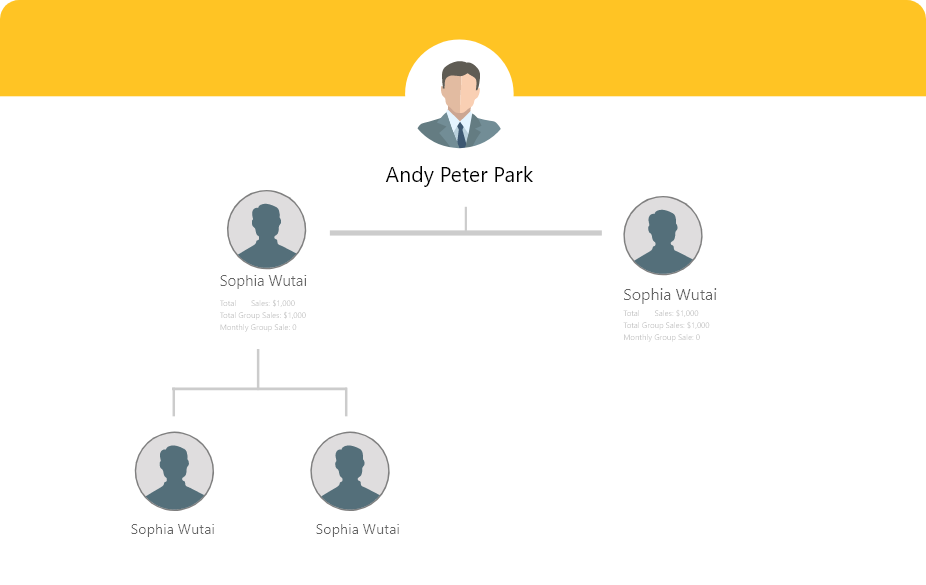 Andy Peter Park
Sophia Wutai
Total Sales: $1,000
Total Group Sales: $1,000
Monthly Group Sale: 0
Sophia Wutai
Total Sales: $1,000
Total Group Sales: $1,000
Monthly Group Sale: 0
Sophia Wutai
Sophia Wutai